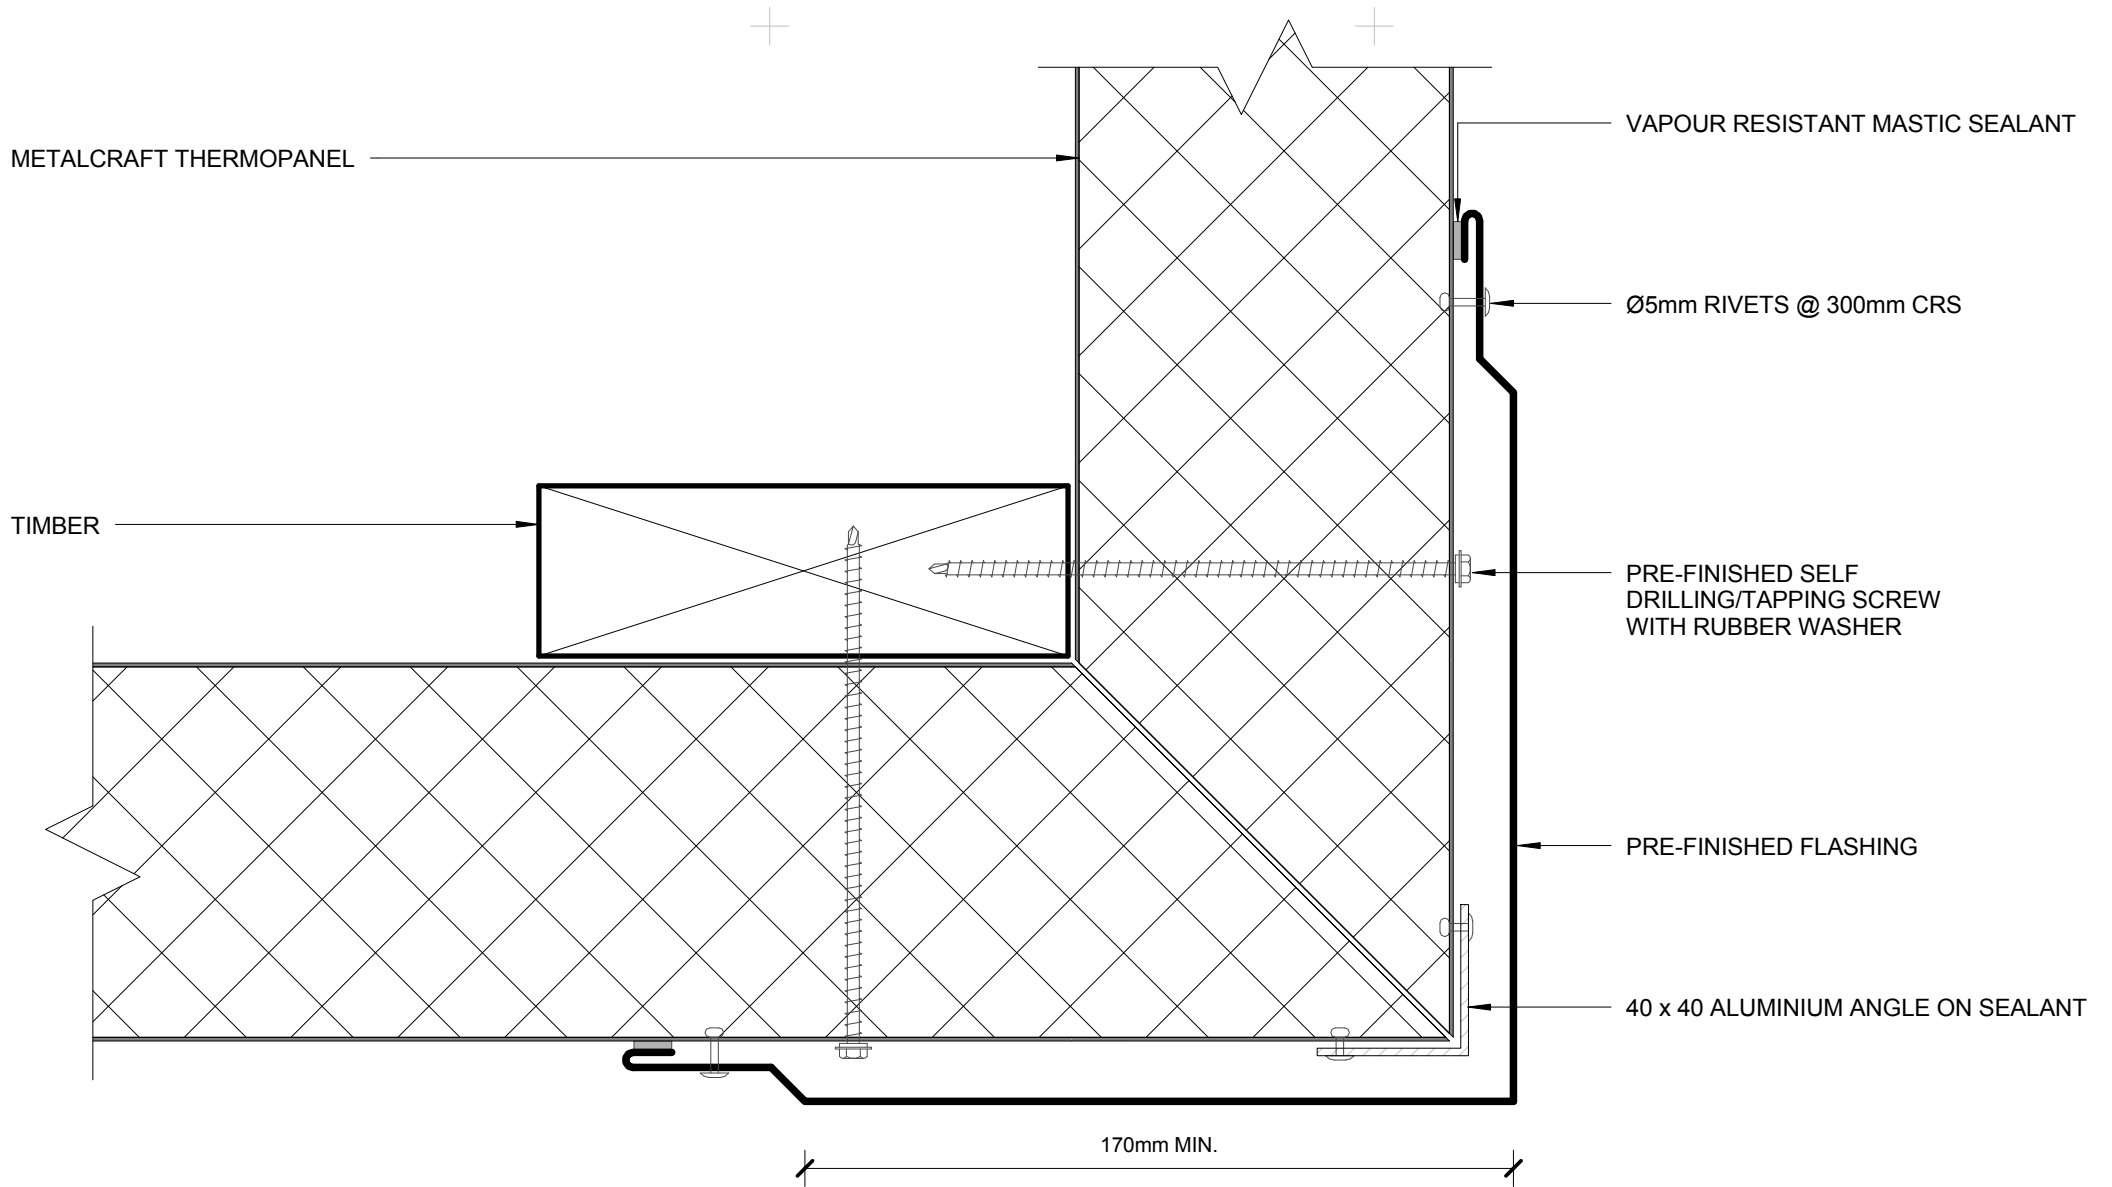 VAPOUR RESISTANT MASTIC SEALANT
METALCRAFT THERMOPANEL
Ø5mm RIVETS @ 300mm CRS
TIMBER
PRE-FINISHED SELF
DRILLING/TAPPING SCREW
WITH RUBBER WASHER
PRE-FINISHED FLASHING
40 x 40 ALUMINIUM ANGLE ON SEALANT
170mm MIN.